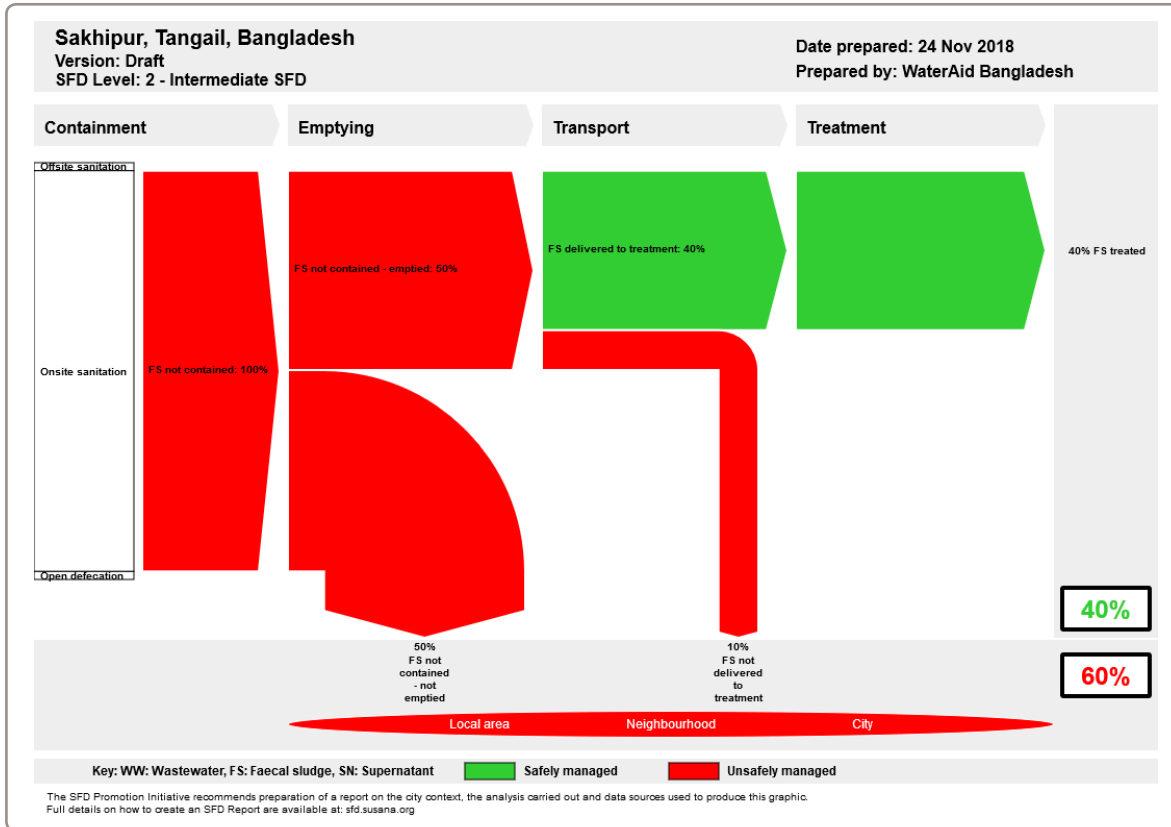 Sakhipur, Tangail, Bangladesh
Version: Draft
SFD Level: 2 - Intermediate SFD
Date prepared: 24 Nov 2018
Prepared by: WaterAid Bangladesh
Containment
Emptying
Transport
Treatment
Offsite sanitation
FS delivered to treatment: 40%
40% FS treated
FS not contained - emptied: 50%
Onsite sanitation
FS not contained: 100%
Open defecation
40%
50%
FS not
contained
- not
emptied
10%
FS not
delivered
to
treatment
60%
Local area
Neighbourhood
City
Key: WW: Wastewater, FS: Faecal sludge, SN: Supernatant
Safely managed
Unsafely managed
The SFD Promotion Initiative recommends preparation of a report on the city context, the analysis carried out and data sources used to produce this graphic.
Full details on how to create an SFD Report are available at: sfd.susana.org